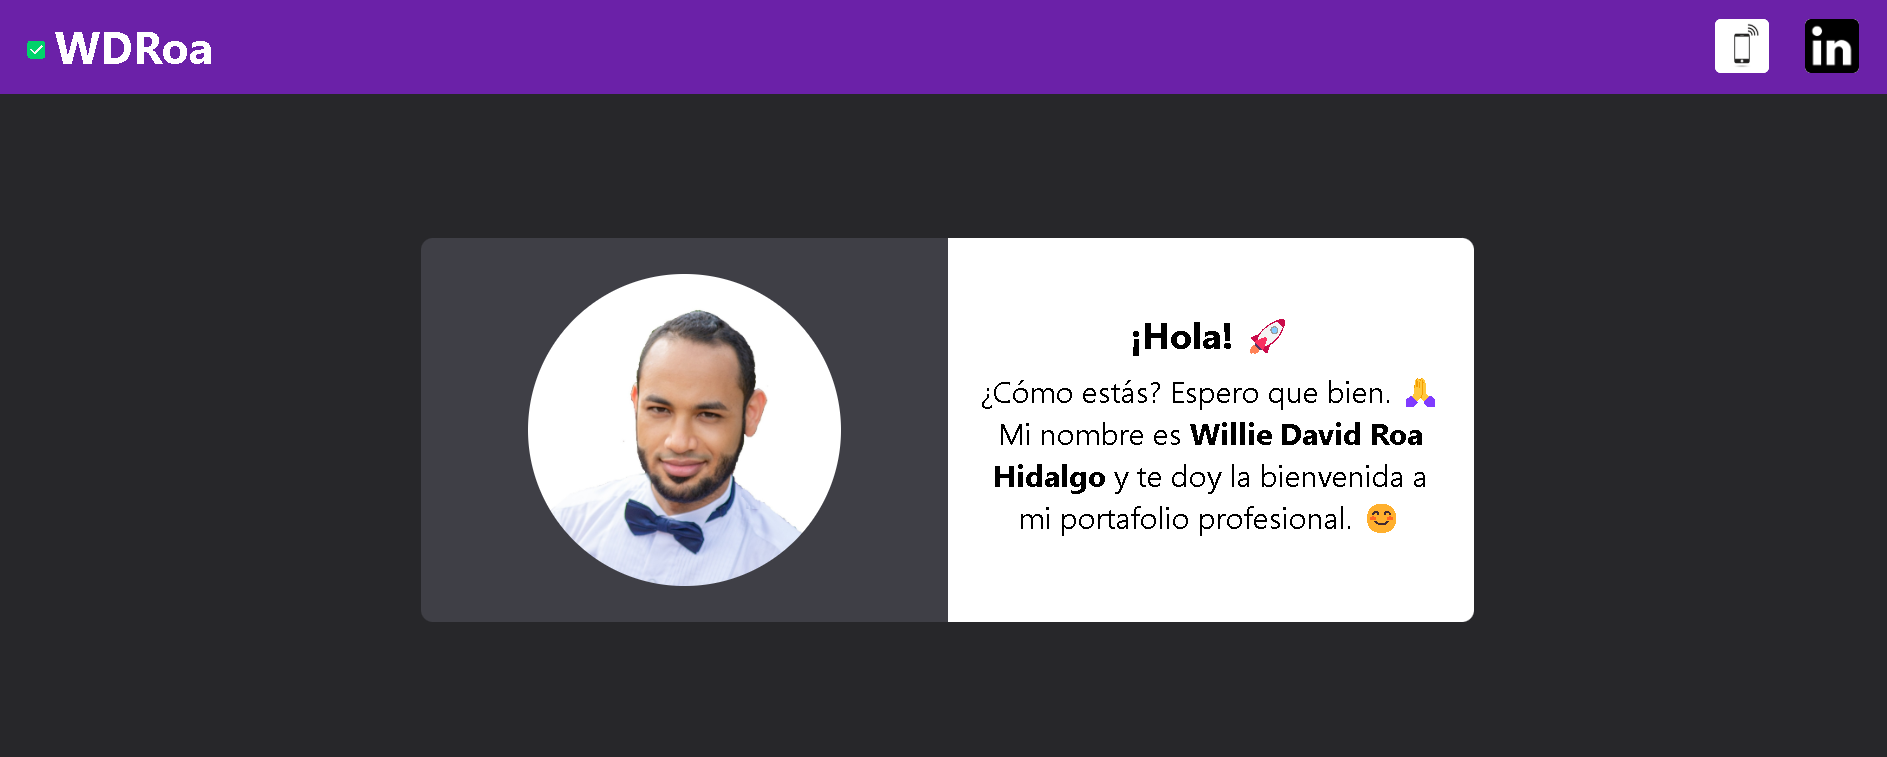 ✅ WDRoa
in
¡Hola! 🚀
¿Cómo estás? Espero que bien. 🙏
Mi nombre es Willie David Roa
Hidalgo y te doy la bienvenida a
mi portafolio profesional. 😊